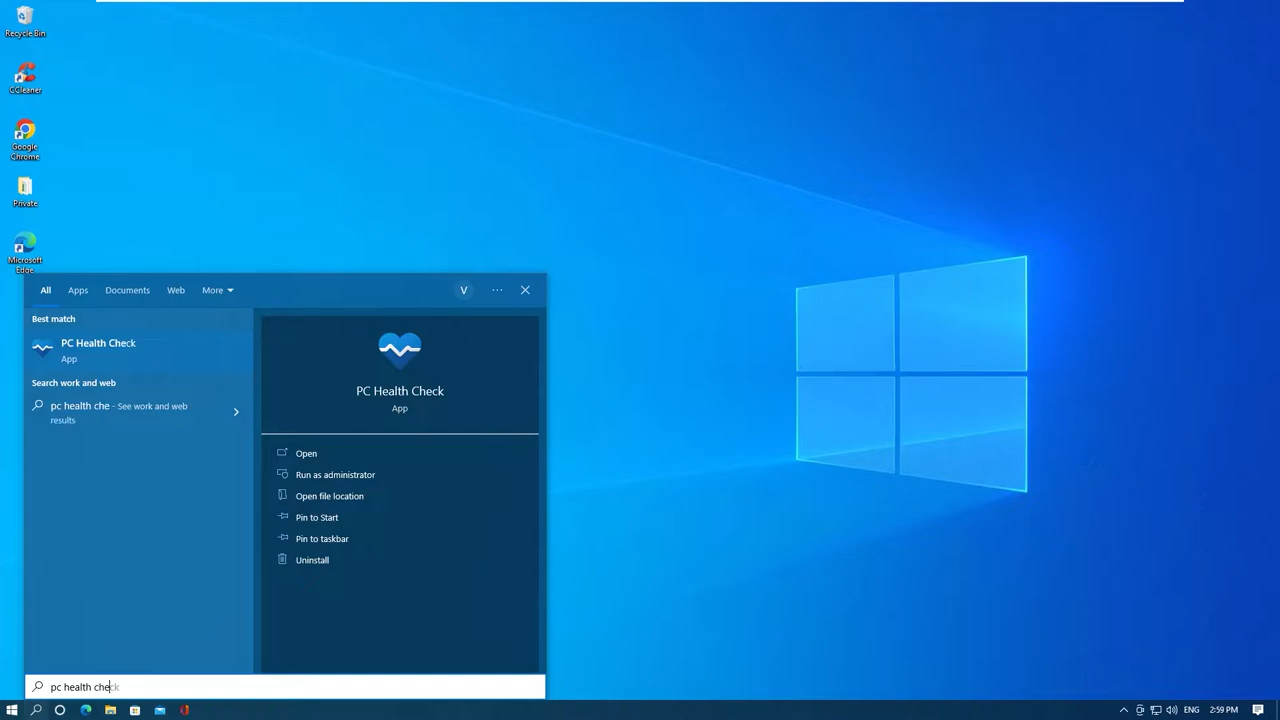 Recycle Bin
CCleaner
Google
Chrome
Private
Microsoft
Edge
All
Apps
Documents
Web
More
V
Best match
PC Health Check
App
Search work and web
pc health che - See work and web
results
PC Health Check
App
Open
Run as administrator
Open file location
Pin to Start
Pin to taskbar
Uninstall
pc health check
ENG
2:59 PM